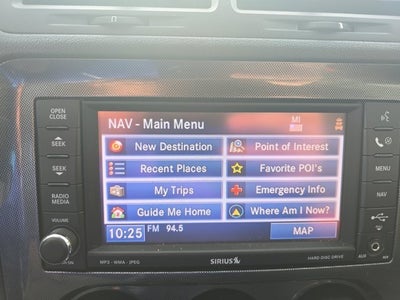 OPEN
CLOSE
SEEK
SEEK
RADIO
MEDIA
VOLUME
NAV - Main Menu
MI
New Destination
Point of Interest
Recent Places
Favorite POI's
My Trips
Emergency Info
Guide Me Home
Where Am I Now?
10:25
FM 94.5
MAP
MENU
NAV
AUX
MP3 - WMA - JPEG
SIRIUS
HARD DISC DRIVE